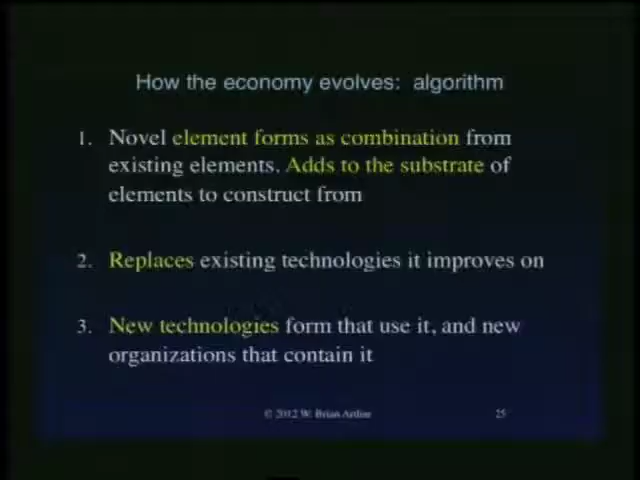 How the economy evolves: algorithm
1. Novel element forms as combination from
existing elements. Adds to the substrate of
elements to construct from
2. Replaces existing technologies it improves on
3. New technologies form that use it, and new
organizations that contain it
© 2012 W. Brian Arthur 25